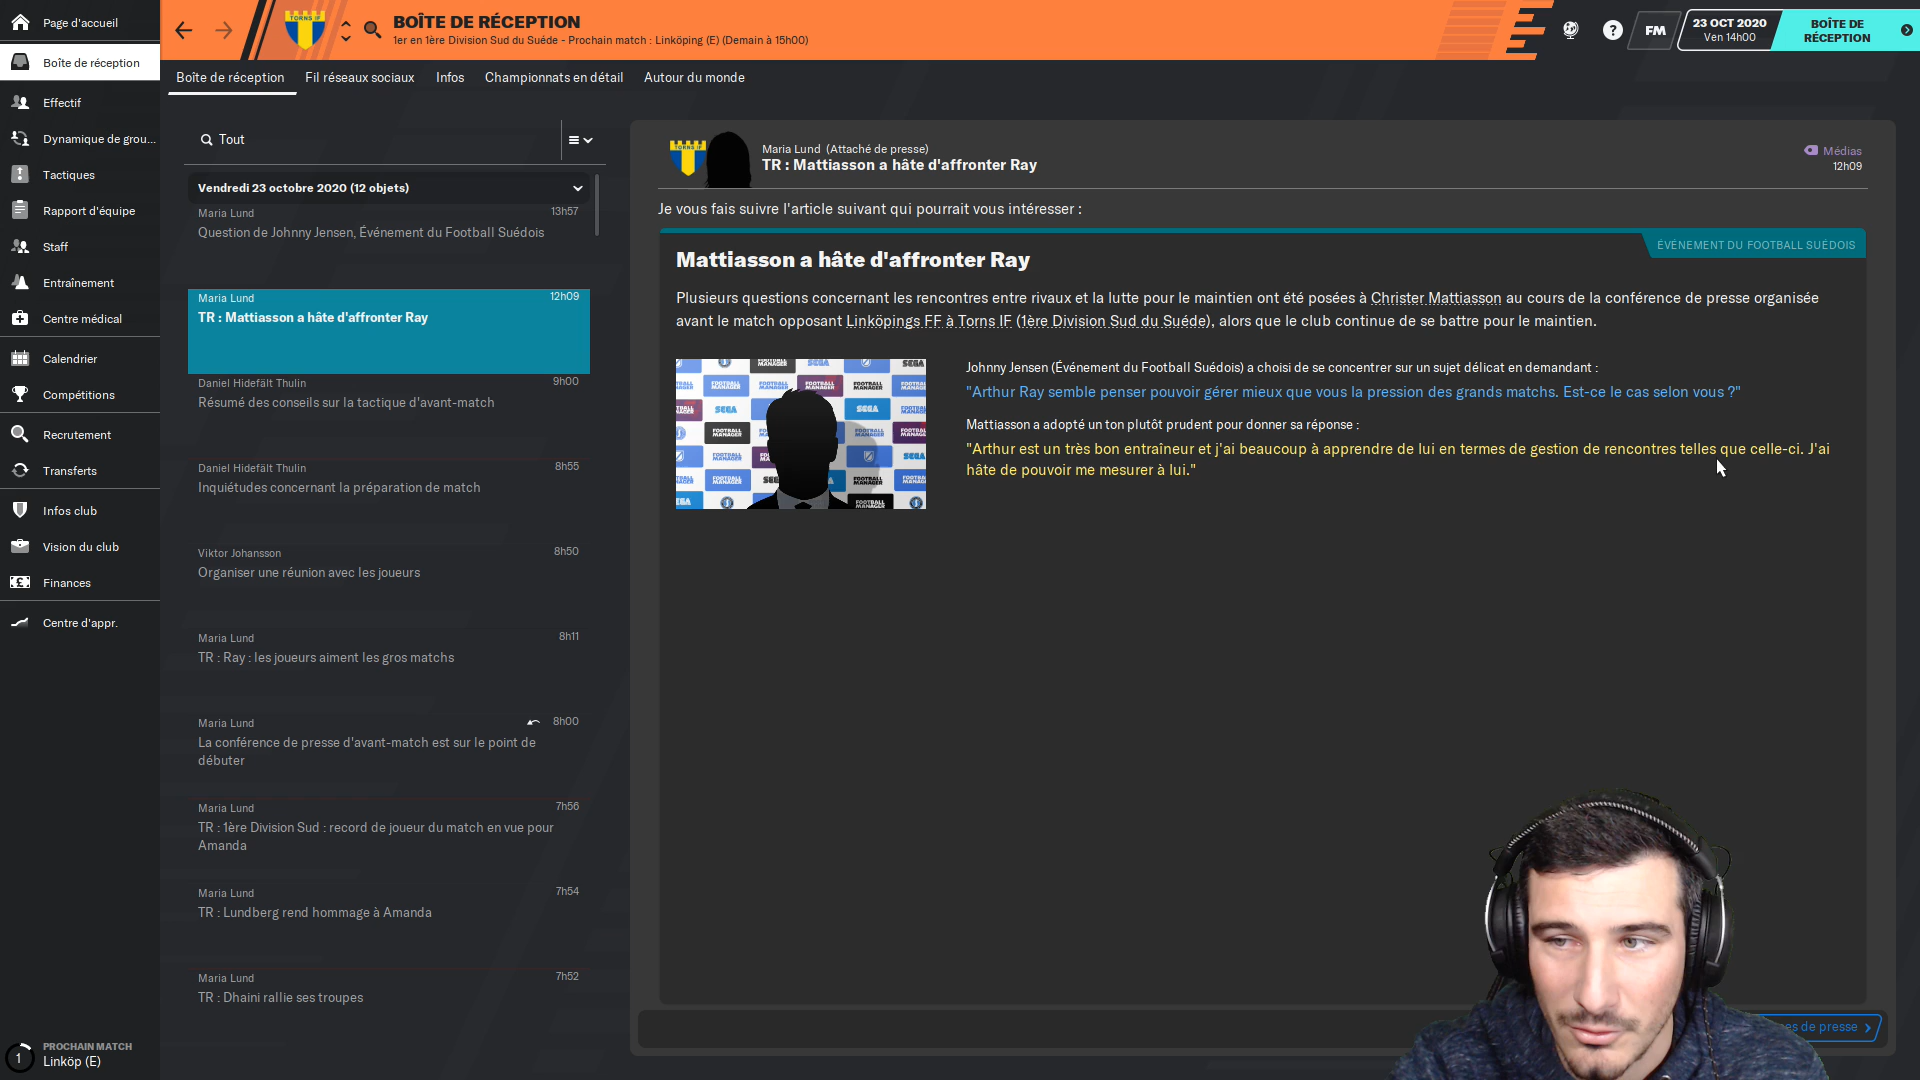 Page d'accueil
Boîte de réception
Effectif
Dynamique de grou...
Tactiques
Rapport d'équipe
Staff
Entraînement
Centre médical
Calendrier
Compétitions
Recrutement
Transferts
Infos club
Vision du club
Finances
Centre d'appr.
1
PROCHAIN MATCH
Linköp (E)
TORNS IF
BOÎTE DE RÉCEPTION
1er en 1ère Division Sud du Suéde - Prochain match : Linköping (E) (Demain à 15h00)
FM
23 OCT 2020
Ven 14h00
BOÎTE DE
RÉCEPTION
Boîte de réception
Fil réseaux sociaux
Infos
Championnats en détail
Autour du monde
Tout
Vendredi 23 octobre 2020 (12 objets)
Maria Lund 13h57
Question de Johnny Jensen, Événement du Football Suédois
Maria Lund 12h09
TR : Mattiasson a hâte d'affronter Ray
Daniel Hidefält Thulin 9h00
Résumé des conseils sur la tactique d'avant-match
Daniel Hidefält Thulin 8h55
Inquiétudes concernant la préparation de match
Viktor Johansson 8h50
Organiser une réunion avec les joueurs
Maria Lund 8h11
TR : Ray : les joueurs aiment les gros matchs
Maria Lund 8h00
La conférence de presse d'avant-match est sur le point de
débuter
Maria Lund 7h56
TR : 1ère Division Sud : record de joueur du match en vue pour
Amanda
Maria Lund 7h54
TR : Lundberg rend hommage à Amanda
Maria Lund 7h52
TR : Dhaini rallie ses troupes
TORNS IF
Maria Lund (Attaché de presse)
TR : Mattiasson a hâte d'affronter Ray
Médias
12h09
Je vous fais suivre l'article suivant qui pourrait vous intéresser :
ÉVÉNEMENT DU FOOTBALL SUÉDOIS
Mattiasson a hâte d'affronter Ray
Plusieurs questions concernant les rencontres entre rivaux et la lutte pour le maintien ont été posées à Christer Mattiasson au cours de la conférence de presse organisée
avant le match opposant Linköpings FF à Torns IF (1ère Division Sud du Suéde), alors que le club continue de se battre pour le maintien.
SEGA
FOOTBALL MANAGER
Johnny Jensen (Événement du Football Suédois) a choisi de se concentrer sur un sujet délicat en demandant :
"Arthur Ray semble penser pouvoir gérer mieux que vous la pression des grands matchs. Est-ce le cas selon vous ?"
Mattiasson a adopté un ton plutôt prudent pour donner sa réponse :
"Arthur est un très bon entraîneur et j'ai beaucoup à apprendre de lui en termes de gestion de rencontres telles que celle-ci. J'ai
hâte de pouvoir me mesurer à lui."
es de presse